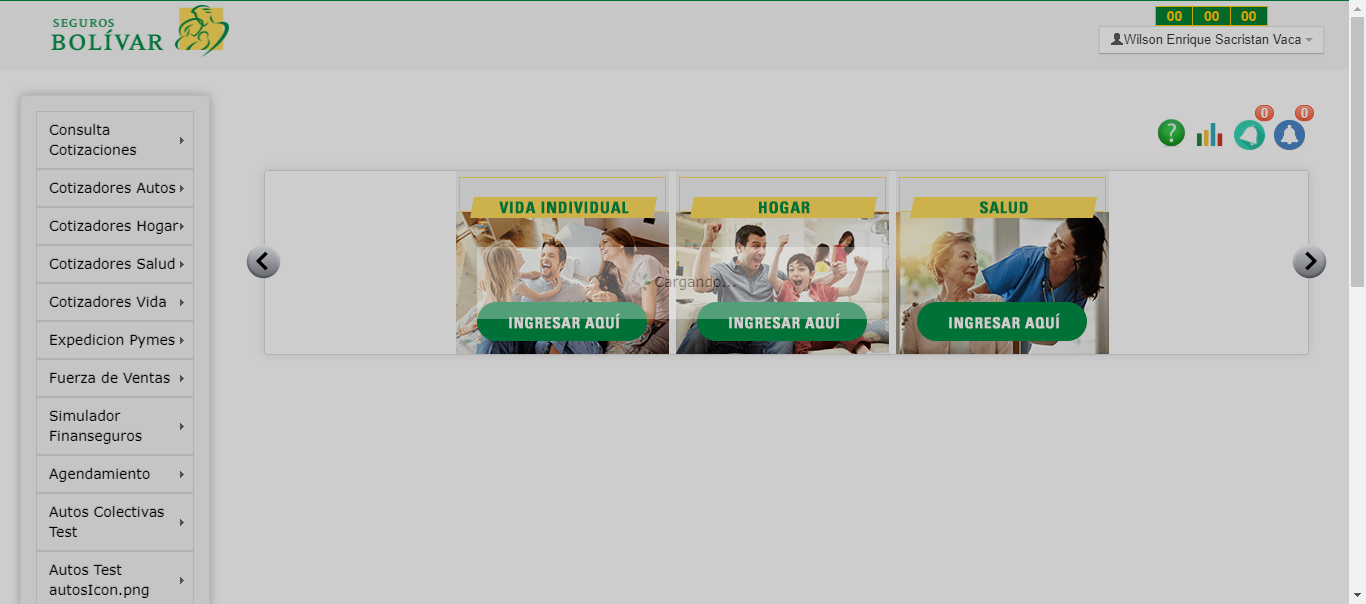 SEGUROS
BOLÍVAR
00 00 00
Wilson Enrique Sacristan Vaca
Consulta
Cotizaciones
Cotizadores Autos
Cotizadores Hogar
Cotizadores Salud
Cotizadores Vida
Expedicion Pymes
Fuerza de Ventas
Simulador
Finanseguros
Agendamiento
Autos Colectivas
Test
Autos Test
autosIcon.png
?
0
0
VIDA INDIVIDUAL
HOGAR
SALUD
Cargando...
INGRESAR AQUÍ
INGRESAR AQUÍ
INGRESAR AQUÍ